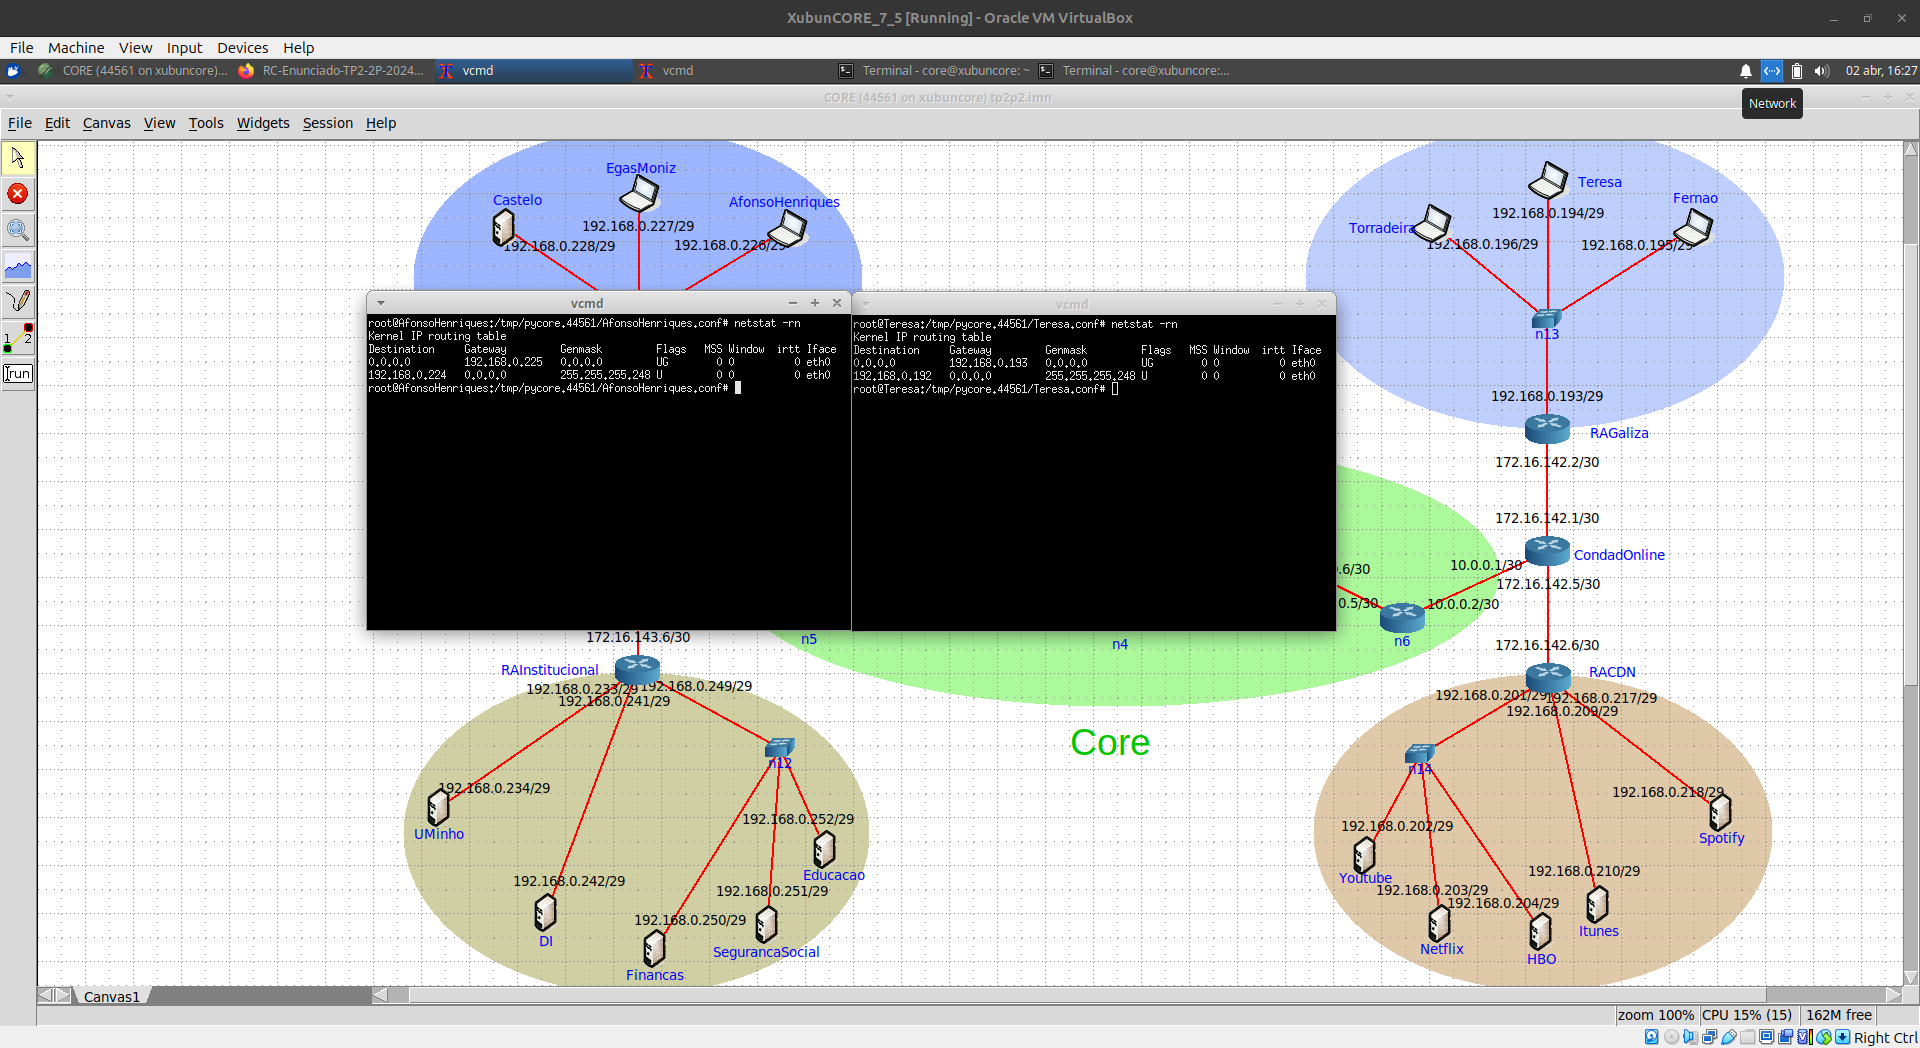 XubunCORE_7_5 [Running] - Oracle VM VirtualBox
File Machine View Input Devices Help
CORE (44561 on xubuncore)... RC-Enunciado-TP2-2P-2024... vcmd vcmd Terminal - core@xubuncore: ~ Terminal - core@xubuncore:... 02 abr, 16:27
CORE (44561 on xubuncore) tp2p2.imn
Network
File Edit Canvas View Tools Widgets Session Help
EgasMoniz
Castelo
AfonsoHenriques
192.168.0.227/29
192.168.0.228/29
192.168.0.226/29
Teresa
Fernao
192.168.0.194/29
Torradeira
192.168.0.196/29
192.168.0.195/29
n13
192.168.0.193/29
RAGaliza
172.16.142.2/30
172.16.142.1/30
CondadOnline
10.0.0.1/30
172.16.142.5/30
.6/30
0.5/30
10.0.0.2/30
n6
172.16.142.6/30
1 2
run
vcmd
root@AfonsoHenriques:/tmp/pycore.44561/AfonsoHenriques.conf# netstat -rn
Kernel IP routing table
Destination Gateway Genmask Flags MSS Window irtt Iface
0.0.0.0 192.168.0.225 0.0.0.0 UG 0 0 0 eth0
192.168.0.224 0.0.0.0 255.255.255.248 U 0 0 0 eth0
root@AfonsoHenriques:/tmp/pycore.44561/AfonsoHenriques.conf#
vcmd
root@Teresa:/tmp/pycore.44561/Teresa.conf# netstat -rn
Kernel IP routing table
Destination Gateway Genmask Flags MSS Window irtt Iface
0.0.0.0 192.168.0.193 0.0.0.0 UG 0 0 0 eth0
192.168.0.192 0.0.0.0 255.255.255.248 U 0 0 0 eth0
root@Teresa:/tmp/pycore.44561/Teresa.conf#
n5
n4
172.16.143.6/30
RAInstitucional
192.168.0.233/29
192.168.0.249/29
192.168.0.241/29
n12
192.168.0.234/29
UMinho
192.168.0.252/29
Educacao
192.168.0.242/29
192.168.0.251/29
192.168.0.250/29
DI
SegurancaSocial
Financas
Core
RACDN
192.168.0.201/29
192.168.0.217/29
192.168.0.209/29
n14
192.168.0.218/29
192.168.0.202/29
Spotify
Youtube
192.168.0.210/29
192.168.0.203/29
192.168.0.204/29
Itunes
Netflix
HBO
Canvas1
zoom 100% CPU 15% (15) 162M free
Right Ctrl